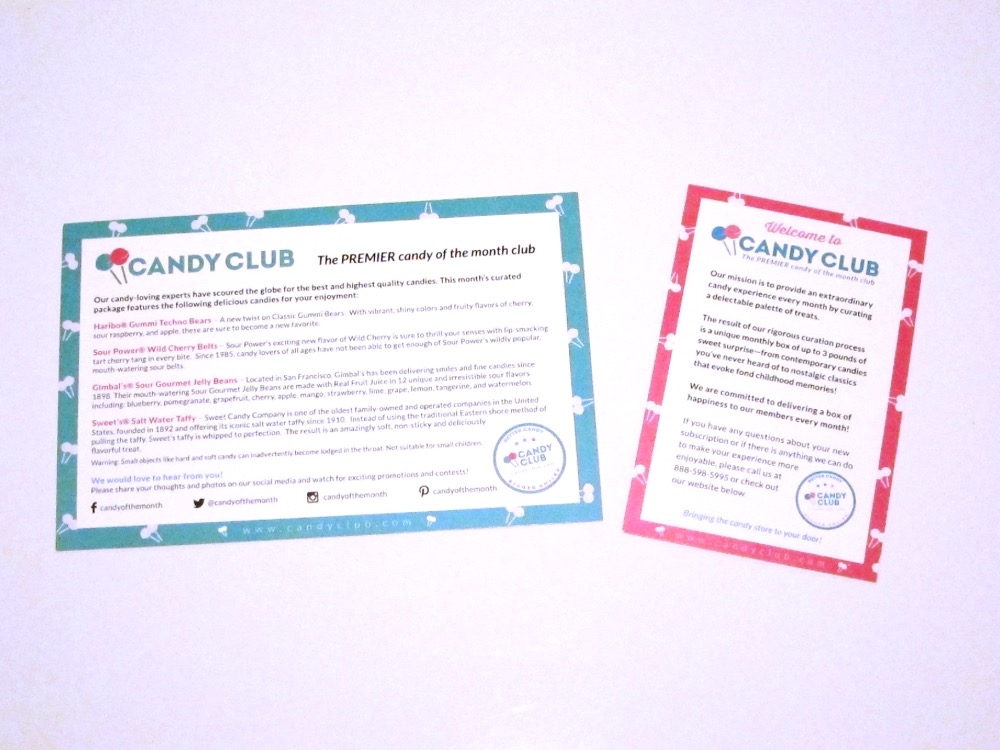 CANDY CLUB
The PREMIER candy of the month club
Our candy-loving experts have scoured the globe for the best and highest quality candies. This month's curated
package features the following delicious candies for your enjoyment:
Haribo® Gummi Techno Bears - A new twist on Classic Gummi Bears. With vibrant, shiny colors and fruity flavors of cherry,
sour raspberry, and apple, these are sure to become a new favorite.
Sour Power® Wild Cherry Belts - Sour Power's exciting new flavor of Wild Cherry is sure to thrill your senses with lip-smacking
tart cherry tang in every bite. Since 1985, candy lovers of all ages have not been able to get enough of Sour Power's wildly popular,
mouth-watering sour belts.
Gimbal's® Sour Gourmet Jelly Beans - Located in San Francisco, Gimbal's has been delivering smiles and fine candies since
1898. Their mouth-watering Sour Gourmet Jelly Beans are made with Real Fruit Juice in 12 unique and irresistible sour flavors
including: blueberry, pomegranate, grapefruit, cherry, apple, mango, strawberry, lime, grape, lemon, tangerine, and watermelon.
Sweet's® Salt Water Taffy - Sweet Candy Company is one of the oldest family owned and operated companies in the United
States, founded in 1892 and offering its iconic salt water taffy since 1910. Instead of using the traditional Eastern shore method of
pulling the taffy, Sweet's taffy is whipped to perfection. The result is an amazingly soft, non-sticky and deliciously
flavorful treat.
Warning: Small objects like hard and soft candy can inadvertently become lodged in the throat. Not suitable for small children.
We would love to hear from you!
Please share your thoughts and photos on our social media and watch for exciting promotions and contests!
candyofthemonth
@candyofthemonth
candyofthemonth
candyofthemonth
BETTER CANDY
CANDY
CLUB
BIGGER SMILES
www.candyclub.com
Welcome to
CANDY CLUB
The PREMIER candy of the month club
Our mission is to provide an extraordinary
candy experience every month by curating
a delectable palette of treats.
The result of our rigorous curation process
is a unique monthly box of up to 3 pounds of
sweet surprise—from contemporary candies
you've never heard of to nostalgic classics
that evoke fond childhood memories!
We are committed to delivering a box of
happiness to our members every month!
If you have any questions about your new
subscription or if there is anything we can do
to make your experience more
enjoyable, please call us at
888-598-5995 or check out
our website below.
BETTER CANDY
CANDY
CLUB
Bringing the candy store to your door!
www.candyclub.com